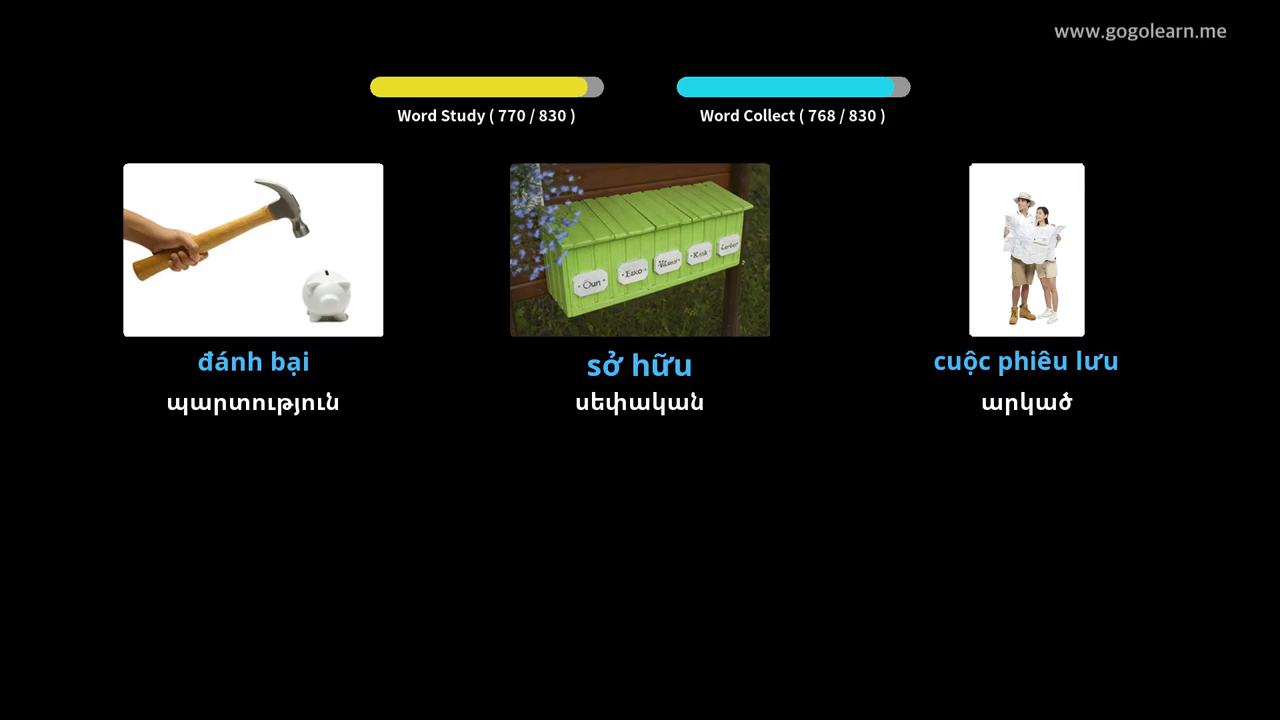 www.gogolearn.me
Word Study ( 770 / 830 )
Word Collect ( 768 / 830 )
Oun
đánh bại
sở hữu
cuộc phiêu lưu
պարտություն
սեփական
արկած